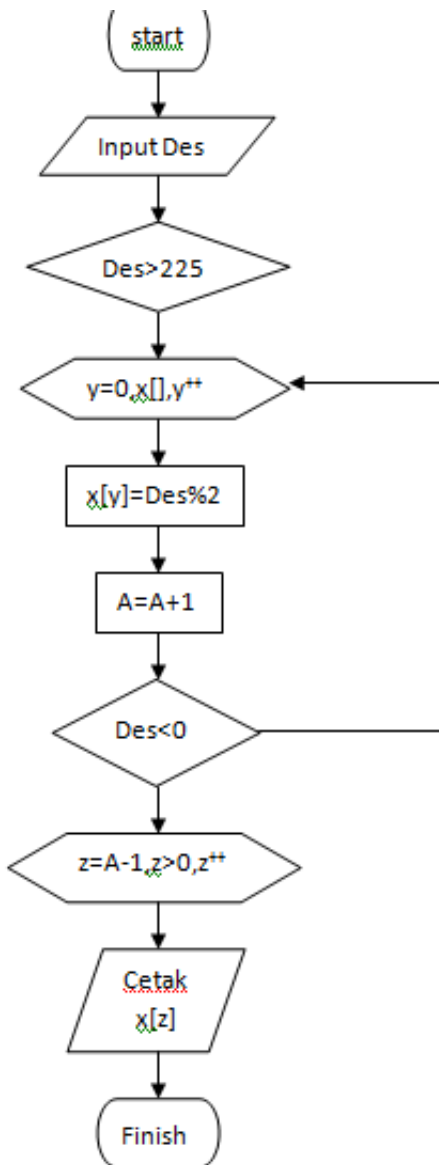 start
Input Des
Des>225
y=0,x[],y++
x[y]=Des%2
A=A+1
Des<0
z=A-1,z>0,z++
Cetak
x[z]
Finish